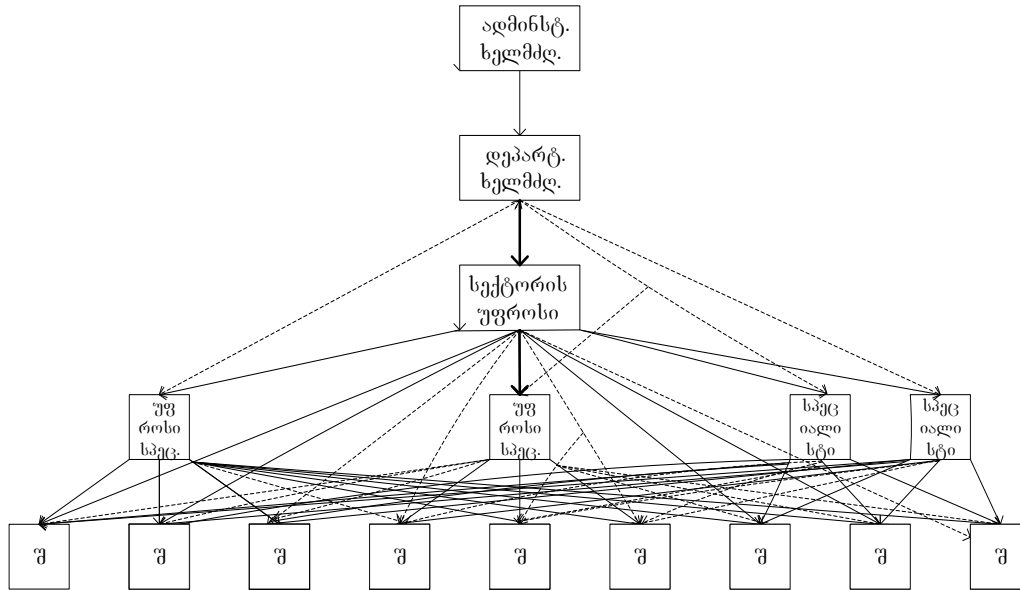 ადმინსტ.
ხელმძღ.
დეპარტ.
ხელმძღ.
სექტორის
უფროსი
უფ
როსი
სპეც.
უფ
როსი
სპეც.
სპეც
იალი
სტი
სპეც
იალი
სტი
შ
შ
შ
შ
შ
შ
შ
შ
შ